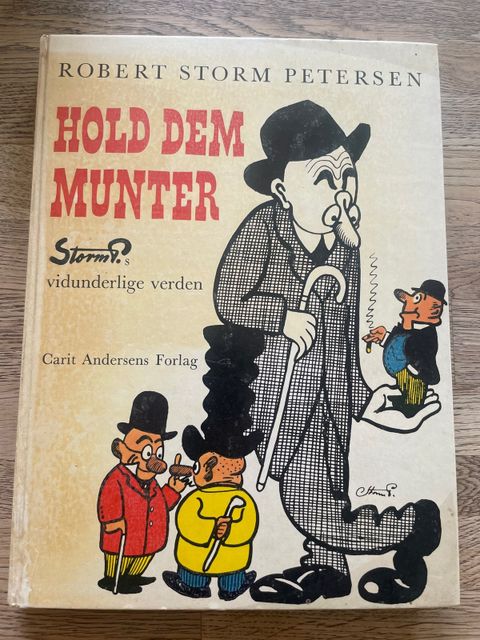 ROBERT STORM PETERSEN
HOLD DEM
MUNTER
Storm P.s
vidunderlige verden
Carit Andersens Forlag
Storm P.